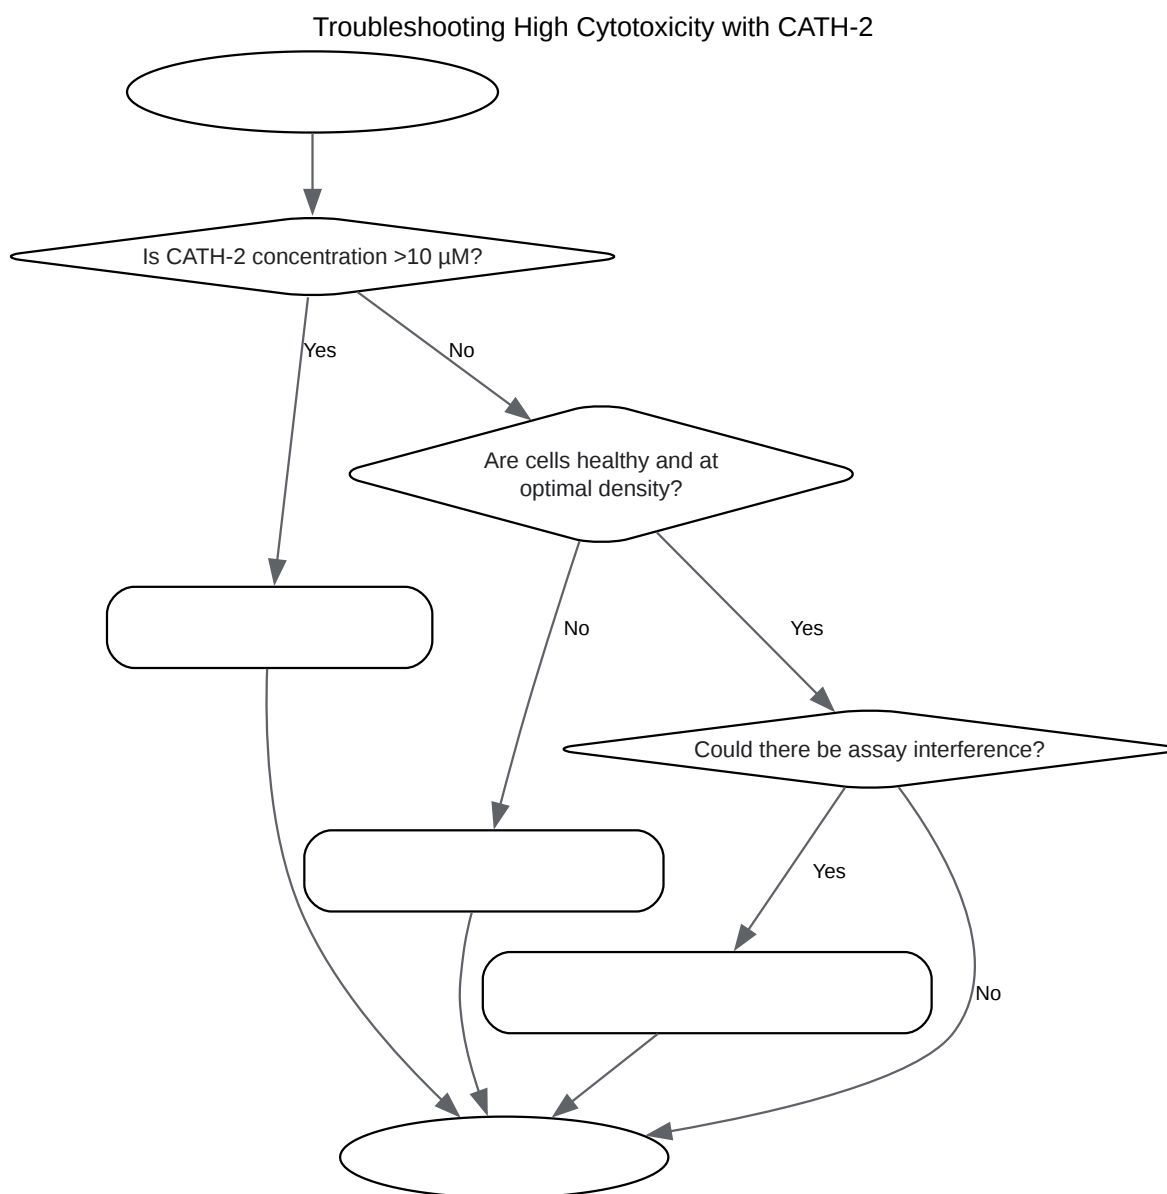 Troubleshooting High Cytotoxicity with CATH-2
Is CATH-2 concentration >10 µM?
Yes
No
Are cells healthy and at
optimal density?
No
Yes
Could there be assay interference?
Yes
No